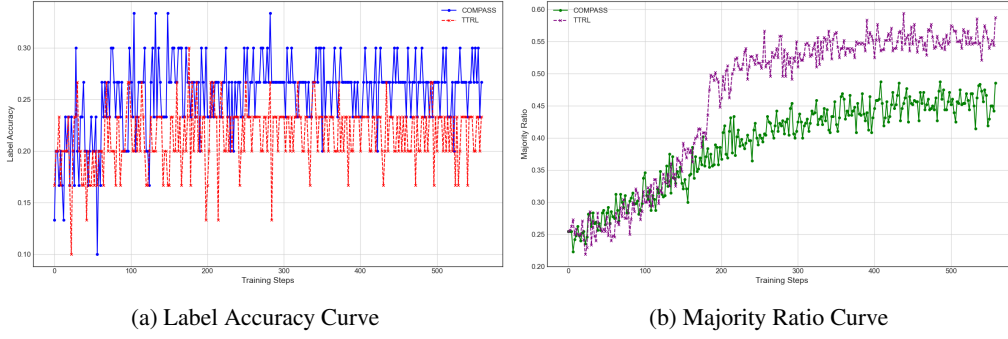 COMPASS
TTRL
0.30
0.25
0.20
0.15
0.10
Label Accuracy
0
100
200
300
400
500
Training Steps
(a) Label Accuracy Curve
COMPASS
TTRL
0.60
0.55
0.50
0.45
0.40
0.35
0.30
0.25
0.20
Majority Ratio
0
100
200
300
400
500
Training Steps
(b) Majority Ratio Curve